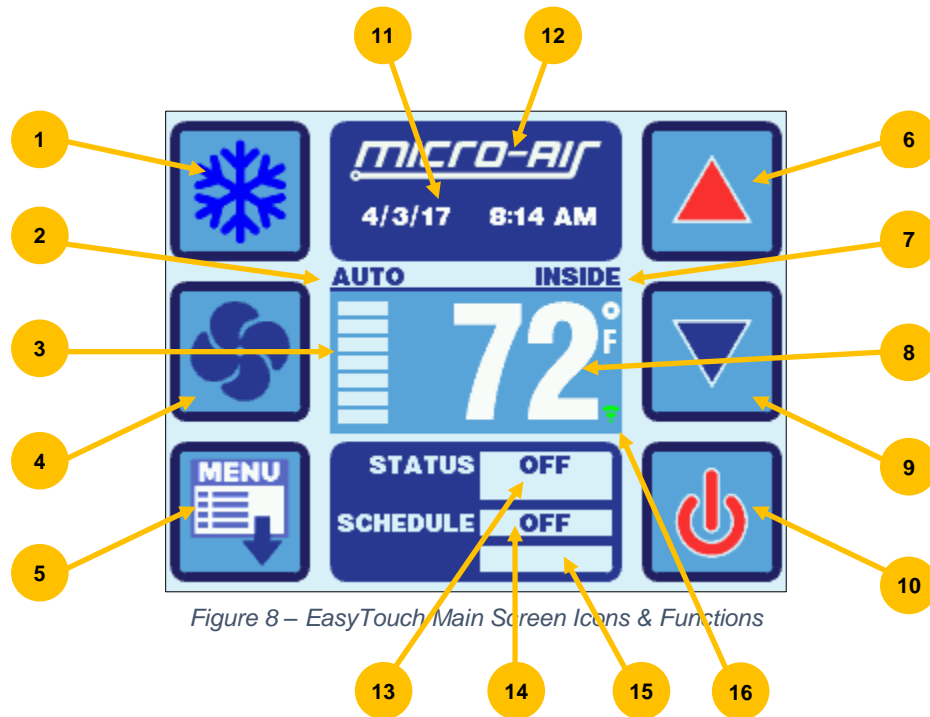 11 12
1 6
micro-air
4/3/17 8:14 AM
2 7
AUTO INSIDE
3 72°F 8
4 9
MENU
STATUS OFF
SCHEDULE OFF
5 10
Figure 8 – EasyTouch Main Screen Icons & Functions
13 14 15 16